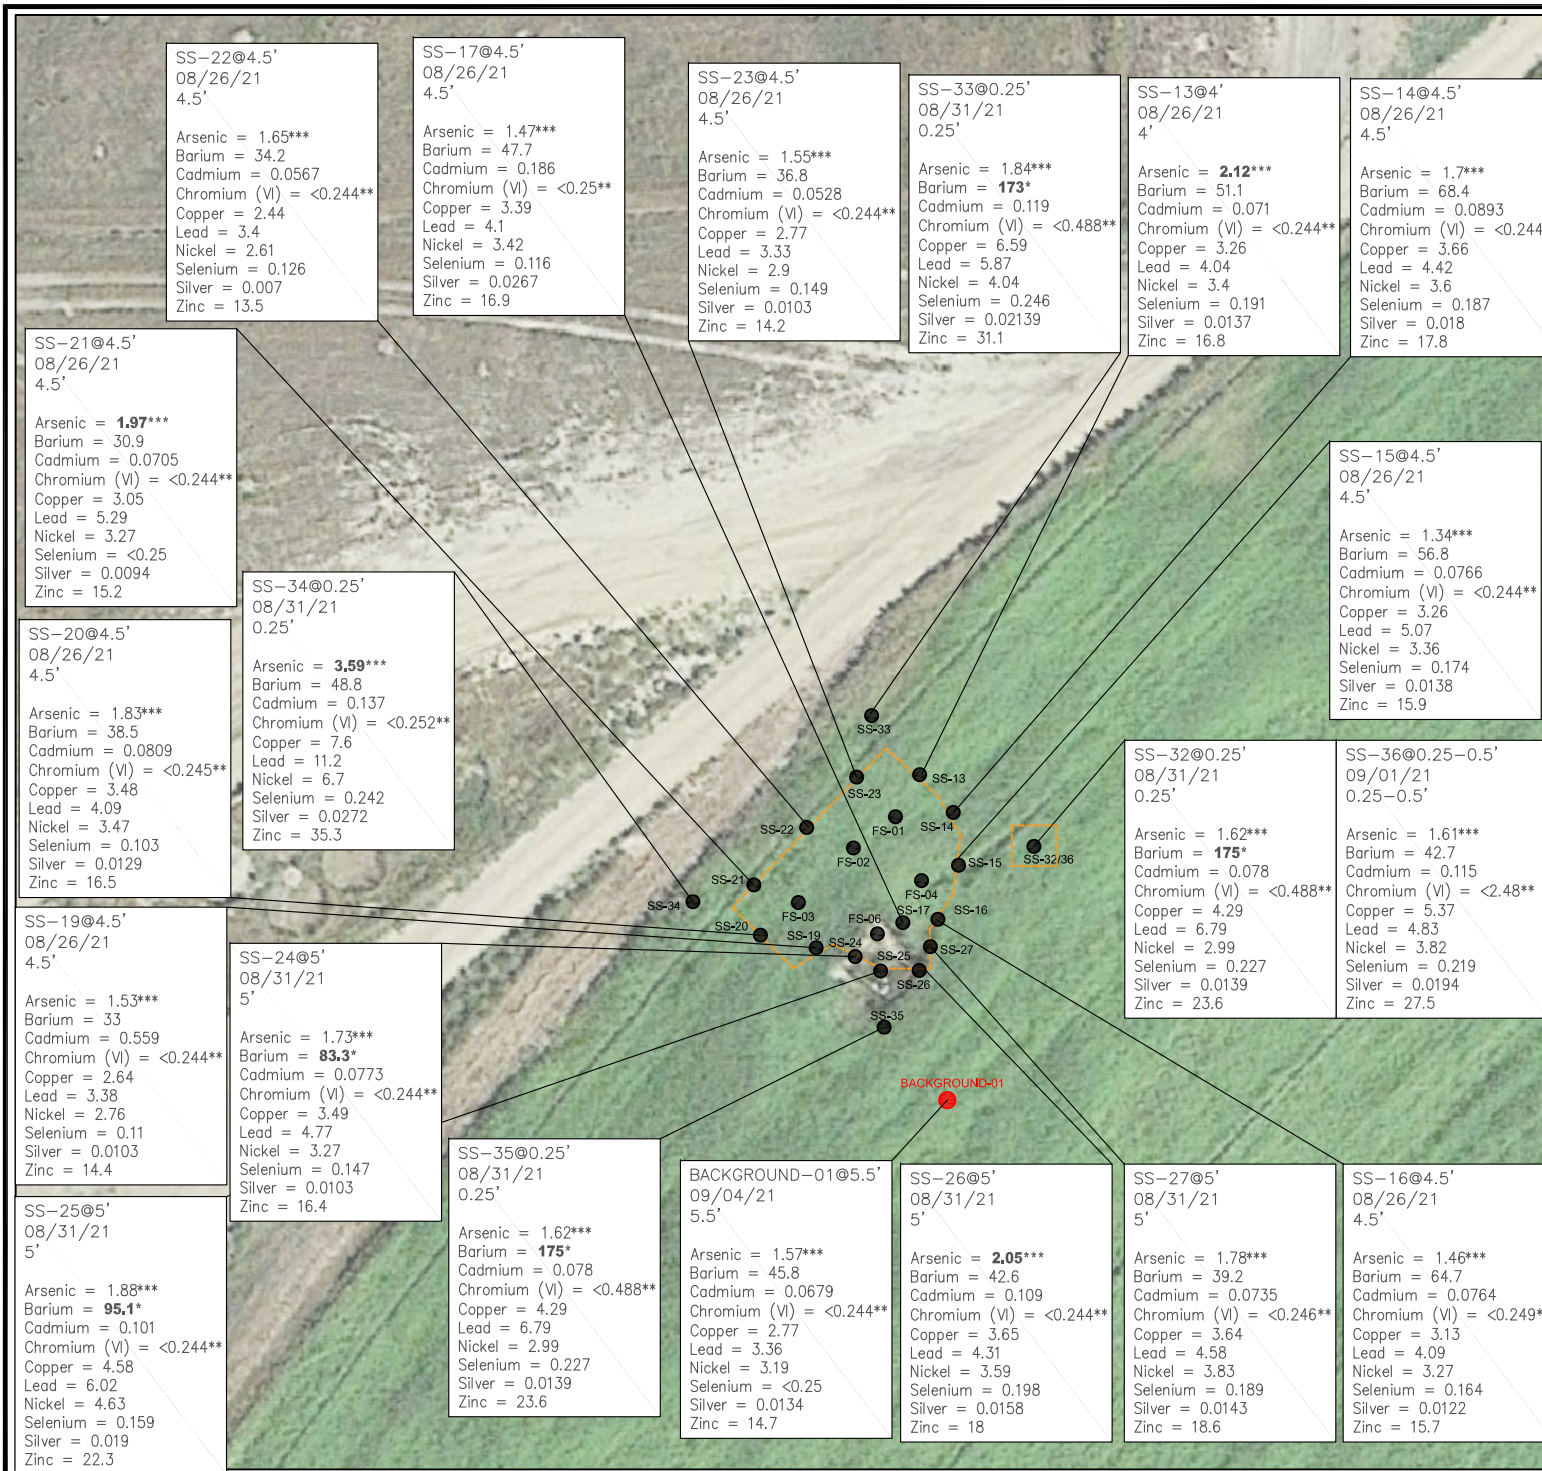 SS-22@4.5'
08/26/21
4.5'
Arsenic = 1.65***
Barium = 34.2
Cadmium = 0.0567
Chromium (VI) = <0.244**
Copper = 2.44
Lead = 3.4
Nickel = 2.61
Selenium = 0.126
Silver = 0.007
Zinc = 13.5
SS-17@4.5'
08/26/21
4.5'
Arsenic = 1.47***
Barium = 47.7
Cadmium = 0.186
Chromium (VI) = <0.25**
Copper = 3.39
Lead = 4.1
Nickel = 3.42
Selenium = 0.116
Silver = 0.0267
Zinc = 16.9
SS-23@4.5'
08/26/21
4.5'
Arsenic = 1.55***
Barium = 36.8
Cadmium = 0.0528
Chromium (VI) = <0.244**
Copper = 2.77
Lead = 3.33
Nickel = 2.9
Selenium = 0.149
Silver = 0.0103
Zinc = 14.2
SS-33@0.25'
08/31/21
0.25'
Arsenic = 1.84***
Barium = 173*
Cadmium = 0.119
Chromium (VI) = <0.488**
Copper = 6.59
Lead = 5.87
Nickel = 4.04
Selenium = 0.246
Silver = 0.02139
Zinc = 31.1
SS-13@4'
08/26/21
4'
Arsenic = 2.12***
Barium = 51.1
Cadmium = 0.071
Chromium (VI) = <0.244**
Copper = 3.26
Lead = 4.04
Nickel = 3.4
Selenium = 0.191
Silver = 0.0137
Zinc = 16.8
SS-14@4.5'
08/26/21
4.5'
Arsenic = 1.7***
Barium = 68.4
Cadmium = 0.0893
Chromium (VI) = <0.244
Copper = 3.66
Lead = 4.42
Nickel = 3.6
Selenium = 0.187
Silver = 0.018
Zinc = 17.8
SS-21@4.5'
08/26/21
4.5'
Arsenic = 1.97***
Barium = 30.9
Cadmium = 0.0705
Chromium (VI) = <0.244**
Copper = 3.05
Lead = 5.29
Nickel = 3.27
Selenium = <0.25
Silver = 0.0094
Zinc = 15.2
SS-15@4.5'
08/26/21
4.5'
Arsenic = 1.34***
Barium = 56.8
Cadmium = 0.0766
Chromium (VI) = <0.244**
Copper = 3.26
Lead = 5.07
Nickel = 3.36
Selenium = 0.174
Silver = 0.0138
Zinc = 15.9
SS-34@0.25'
08/31/21
0.25'
Arsenic = 3.59***
Barium = 48.8
Cadmium = 0.137
Chromium (VI) = <0.252**
Copper = 7.6
Lead = 11.2
Nickel = 6.7
Selenium = 0.242
Silver = 0.0272
Zinc = 35.3
SS-20@4.5'
08/26/21
4.5'
Arsenic = 1.83***
Barium = 38.5
Cadmium = 0.0809
Chromium (VI) = <0.245**
Copper = 3.48
Lead = 4.09
Nickel = 3.47
Selenium = 0.103
Silver = 0.0129
Zinc = 16.5
SS-33
SS-13
SS-23
SS-14
FS-01
SS-22
FS-02
SS-32/36
SS-15
SS-21
FS-04
SS-34
FS-03
SS-16
SS-17
FS-06
SS-20
SS-19
SS-24
SS-27
SS-25
SS-26
SS-35
BACKGROUND-01
SS-32@0.25'
08/31/21
0.25'
Arsenic = 1.62***
Barium = 175*
Cadmium = 0.078
Chromium (VI) = <0.488**
Copper = 4.29
Lead = 6.79
Nickel = 2.99
Selenium = 0.227
Silver = 0.0139
Zinc = 23.6
SS-36@0.25-0.5'
09/01/21
0.25-0.5'
Arsenic = 1.61***
Barium = 42.7
Cadmium = 0.115
Chromium (VI) = <2.48**
Copper = 5.37
Lead = 4.83
Nickel = 3.82
Selenium = 0.219
Silver = 0.0194
Zinc = 27.5
SS-19@4.5'
08/26/21
4.5'
Arsenic = 1.53***
Barium = 33
Cadmium = 0.559
Chromium (VI) = <0.244**
Copper = 2.64
Lead = 3.38
Nickel = 2.76
Selenium = 0.11
Silver = 0.0103
Zinc = 14.4
SS-24@5'
08/31/21
5'
Arsenic = 1.73***
Barium = 83.3*
Cadmium = 0.0773
Chromium (VI) = <0.244**
Copper = 3.49
Lead = 4.77
Nickel = 3.27
Selenium = 0.147
Silver = 0.0103
Zinc = 16.4
SS-25@5'
08/31/21
5'
Arsenic = 1.88***
Barium = 95.1*
Cadmium = 0.101
Chromium (VI) = <0.244**
Copper = 4.58
Lead = 6.02
Nickel = 4.63
Selenium = 0.159
Silver = 0.019
Zinc = 22.3
SS-35@0.25'
08/31/21
0.25'
Arsenic = 1.62***
Barium = 175*
Cadmium = 0.078
Chromium (VI) = <0.488**
Copper = 4.29
Lead = 6.79
Nickel = 2.99
Selenium = 0.227
Silver = 0.0139
Zinc = 23.6
BACKGROUND-01@5.5'
09/04/21
5.5'
Arsenic = 1.57***
Barium = 45.8
Cadmium = 0.0679
Chromium (VI) = <0.244**
Copper = 2.77
Lead = 3.36
Nickel = 3.19
Selenium = <0.25
Silver = 0.0134
Zinc = 14.7
SS-26@5'
08/31/21
5'
Arsenic = 2.05***
Barium = 42.6
Cadmium = 0.109
Chromium (VI) = <0.244**
Copper = 3.65
Lead = 4.31
Nickel = 3.59
Selenium = 0.198
Silver = 0.0158
Zinc = 18
SS-27@5'
08/31/21
5'
Arsenic = 1.78***
Barium = 39.2
Cadmium = 0.0735
Chromium (VI) = <0.246**
Copper = 3.64
Lead = 4.58
Nickel = 3.83
Selenium = 0.189
Silver = 0.0143
Zinc = 18.6
SS-16@4.5'
08/26/21
4.5'
Arsenic = 1.46***
Barium = 64.7
Cadmium = 0.0764
Chromium (VI) = <0.249*
Copper = 3.13
Lead = 4.09
Nickel = 3.27
Selenium = 0.164
Silver = 0.0122
Zinc = 15.7